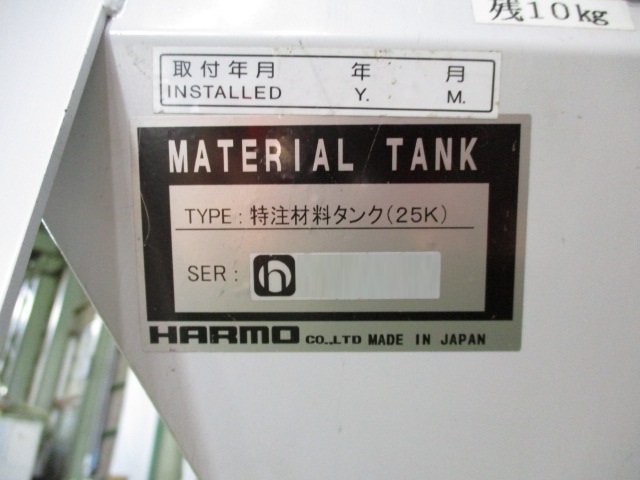 残10kg
取付年月 年 月
INSTALLED Y. M.
MATERIAL TANK
TYPE : 特注材料タンク(25K)
SER : h
HARMO CO.,LTD MADE IN JAPAN